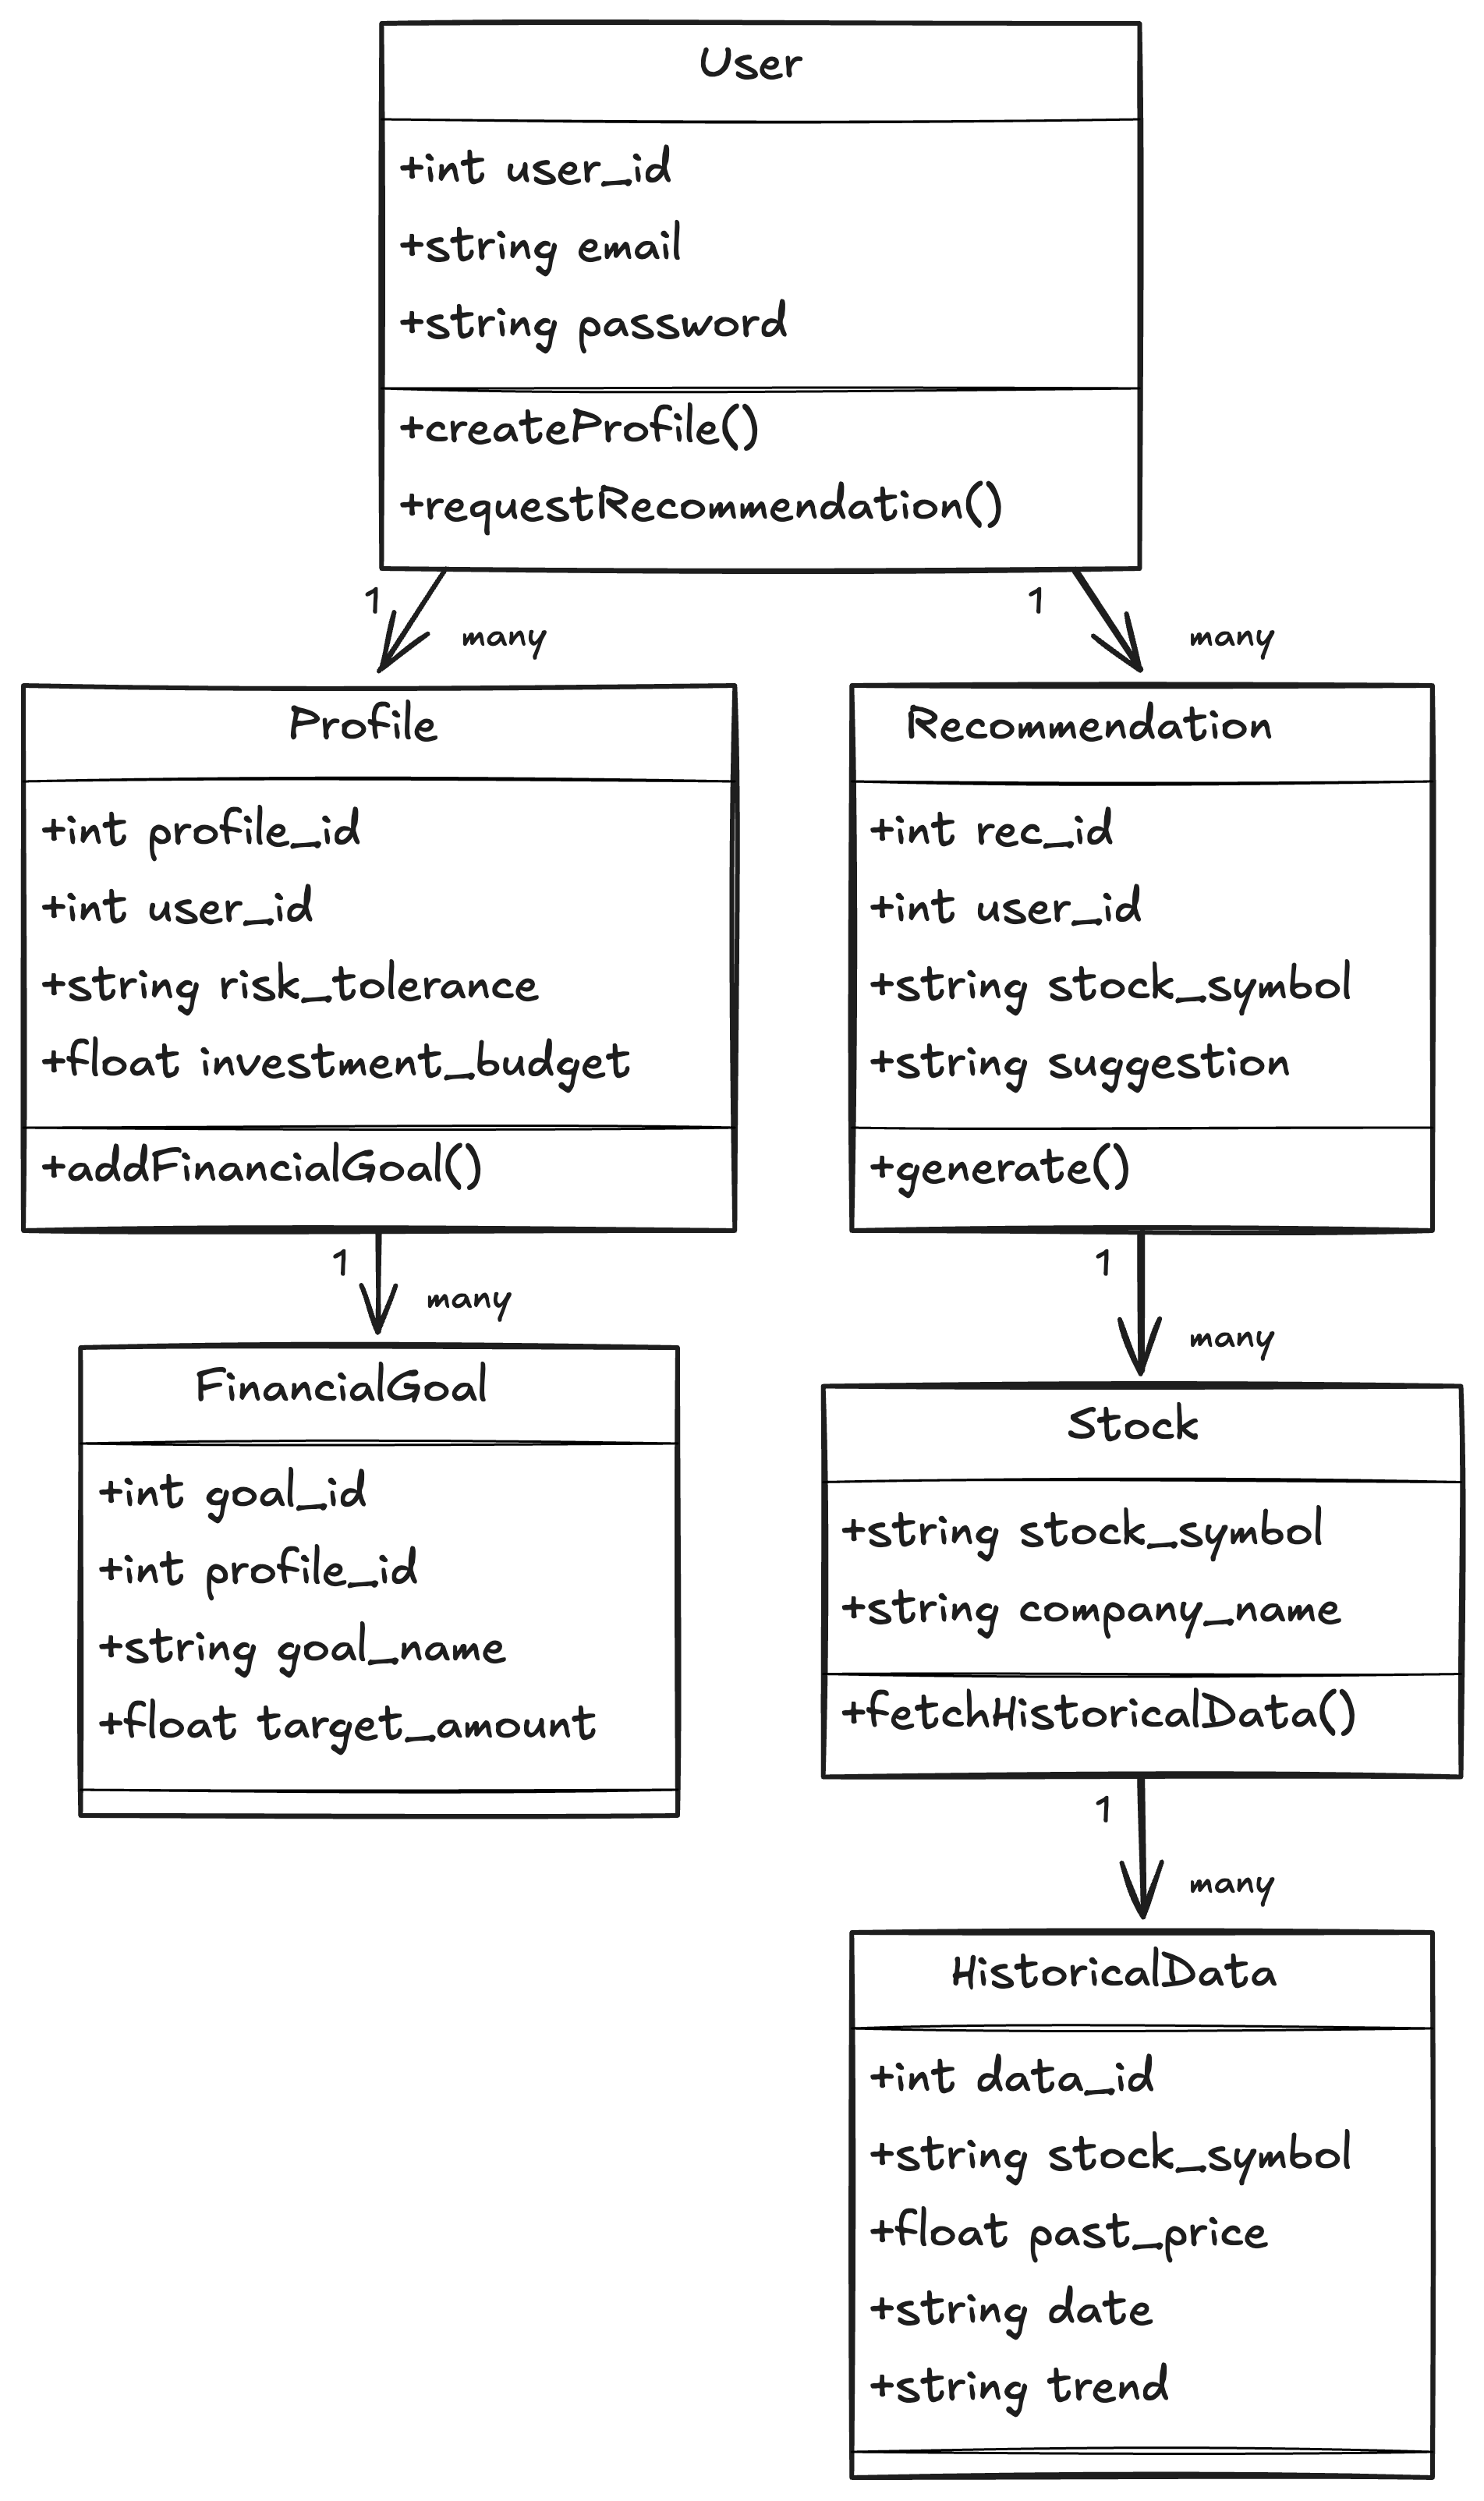 User
+int user_id
+string email
+string password
+createProfile()
+requestRecommendation()
1
many
1
many
Profile
+int profile_id
+int user_id
+string risk_tolerance
+float investment_budget
+addFinancialGoal()
Recommendation
+int rec_id
+int user_id
+string stock_symbol
+string suggestion
+generate()
1
many
1
many
FinancialGoal
+int goal_id
+int profile_id
+string goal_name
+float target_amount
Stock
+string stock_symbol
+string company_name
+fetchHistoricalData()
1
many
HistoricalData
+int data_id
+string stock_symbol
+float past_price
+string date
+string trend